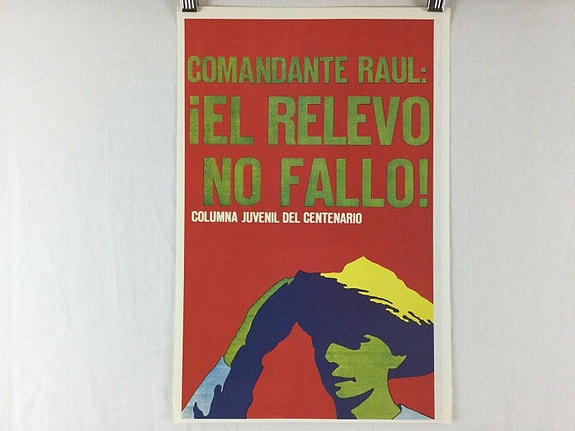 COMANDANTE RAUL:
¡EL RELEVO
NO FALLO!
COLUMNA JUVENIL DEL CENTENARIO